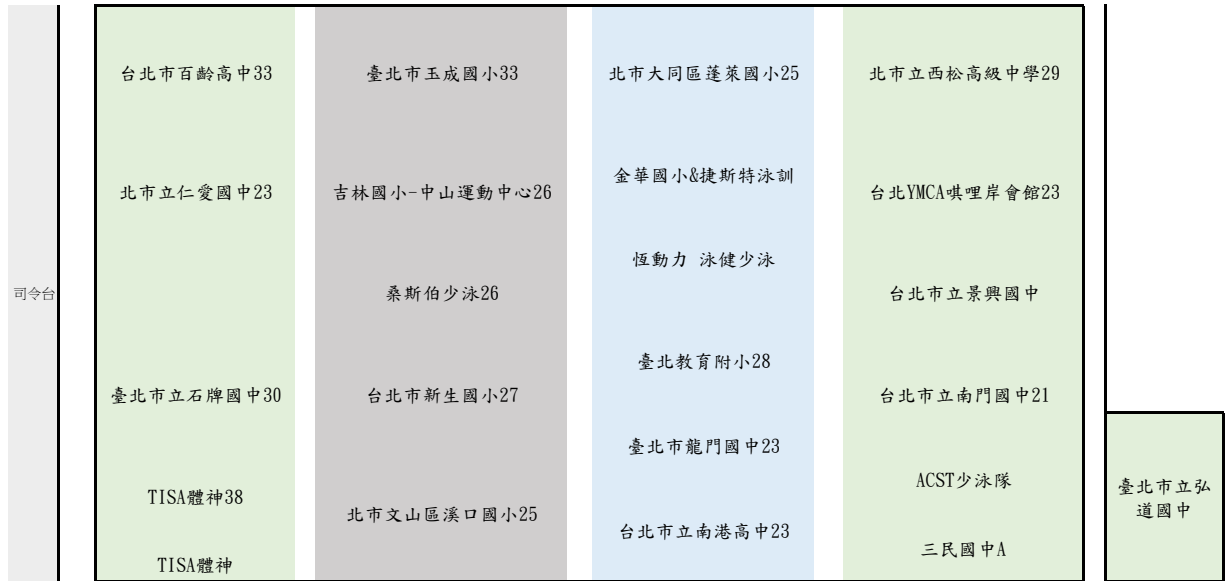 司令台
台北市百齡高中33
北市立仁愛國中23
臺北市立石牌國中30
TISA體神38
TISA體神
臺北市玉成國小33
吉林國小-中山運動中心26
桑斯伯少泳26
台北市新生國小27
北市文山區溪口國小25
北市大同區蓬萊國小25
金華國小&捷斯特泳訓
恆動力 泳健少泳
臺北教育附小28
臺北市龍門國中23
台北市立南港高中23
北市立西松高級中學29
台北YMCA唭哩岸會館23
台北市立景興國中
台北市立南門國中21
ACST少泳隊
三民國中A
臺北市立弘
道國中